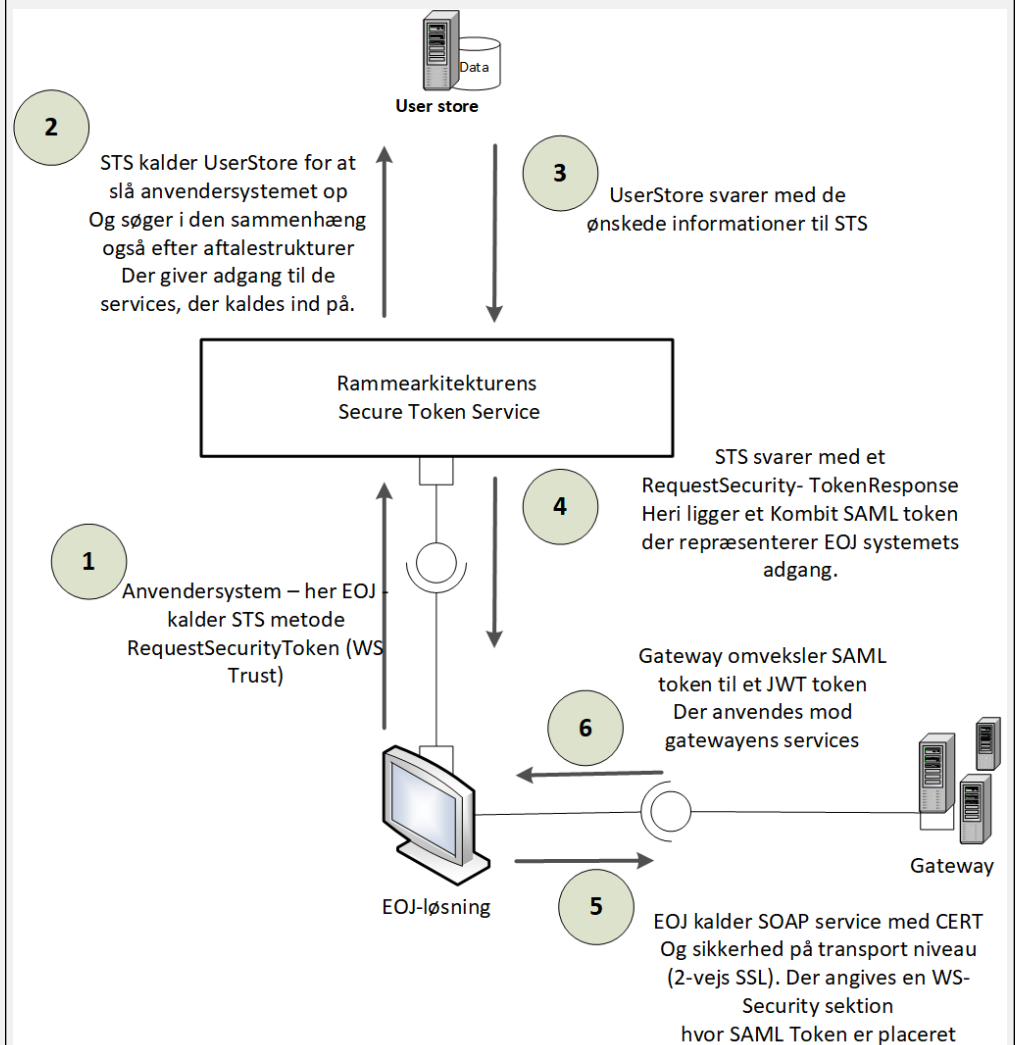 Data
User store
2
STS kalder UserStore for at
slå anvendersystemet op
Og søger i den sammenhæng
også efter aftalestrukturer
Der giver adgang til de
services, der kaldes ind på.
3
UserStore svarer med de
ønskede informationer til STS
Rammearkitekturens
Secure Token Service
4
STS svarer med et
RequestSecurity- TokenResponse
Heri ligger et Kombit SAML token
der repræsenterer EOJ systemets
adgang.
1
Anvendersystem – her EOJ -
kalder STS metode
RequestSecurityToken (WS
Trust)
Gateway omveksler SAML
token til et JWT token
Der anvendes mod
gatewayens services
6
Gateway
EOJ-løsning
5
EOJ kalder SOAP service med CERT
Og sikkerhed på transport niveau
(2-vejs SSL). Der angives en WS-
Security sektion
hvor SAML Token er placeret